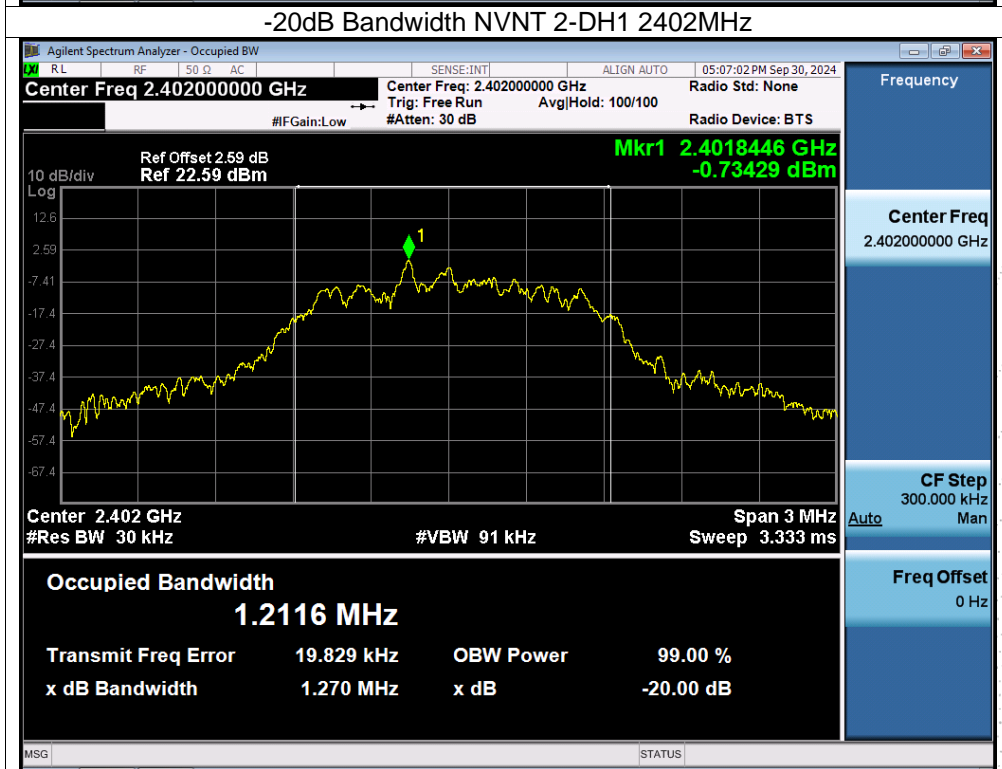 -20dB Bandwidth NVNT 2-DH1 2402MHz
Agilent Spectrum Analyzer - Occupied BW
LXI RL RF 50 Ω AC SENSE:INT ALIGN AUTO 05:07:02 PM Sep 30, 2024
Center Freq 2.402000000 GHz
Center Freq: 2.402000000 GHz
Radio Std: None
Trig: Free Run Avg|Hold: 100/100
#IFGain:Low
#Atten: 30 dB
Radio Device: BTS
Frequency
Mkr1 2.4018446 GHz
-0.73429 dBm
Ref Offset 2.59 dB
10 dB/div Ref 22.59 dBm
Log
12.6
2.59
-7.41
-17.4
-27.4
-37.4
-47.4
-57.4
-67.4
1
Center 2.402 GHz
Span 3 MHz
#Res BW 30 kHz
#VBW 91 kHz
Sweep 3.333 ms
Center Freq
2.402000000 GHz
CF Step
300.000 kHz
Auto Man
Freq Offset
0 Hz
Occupied Bandwidth
1.2116 MHz
Transmit Freq Error 19.829 kHz OBW Power 99.00 %
x dB Bandwidth 1.270 MHz x dB -20.00 dB
MSG STATUS